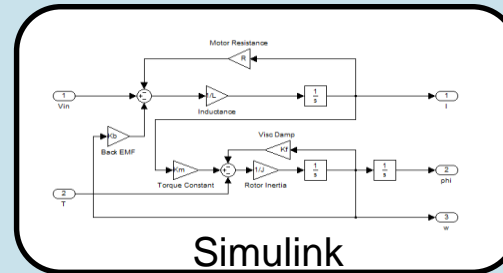 Motor Resistance
R
1
Vin
1/L
Inductance
1
s
1
I
Kb
Back EMF
Visc Damp
Kf
Km
Torque Constant
1/J
Rotor Inertia
1
s
1
s
2
phi
2
T
3
w
Simulink